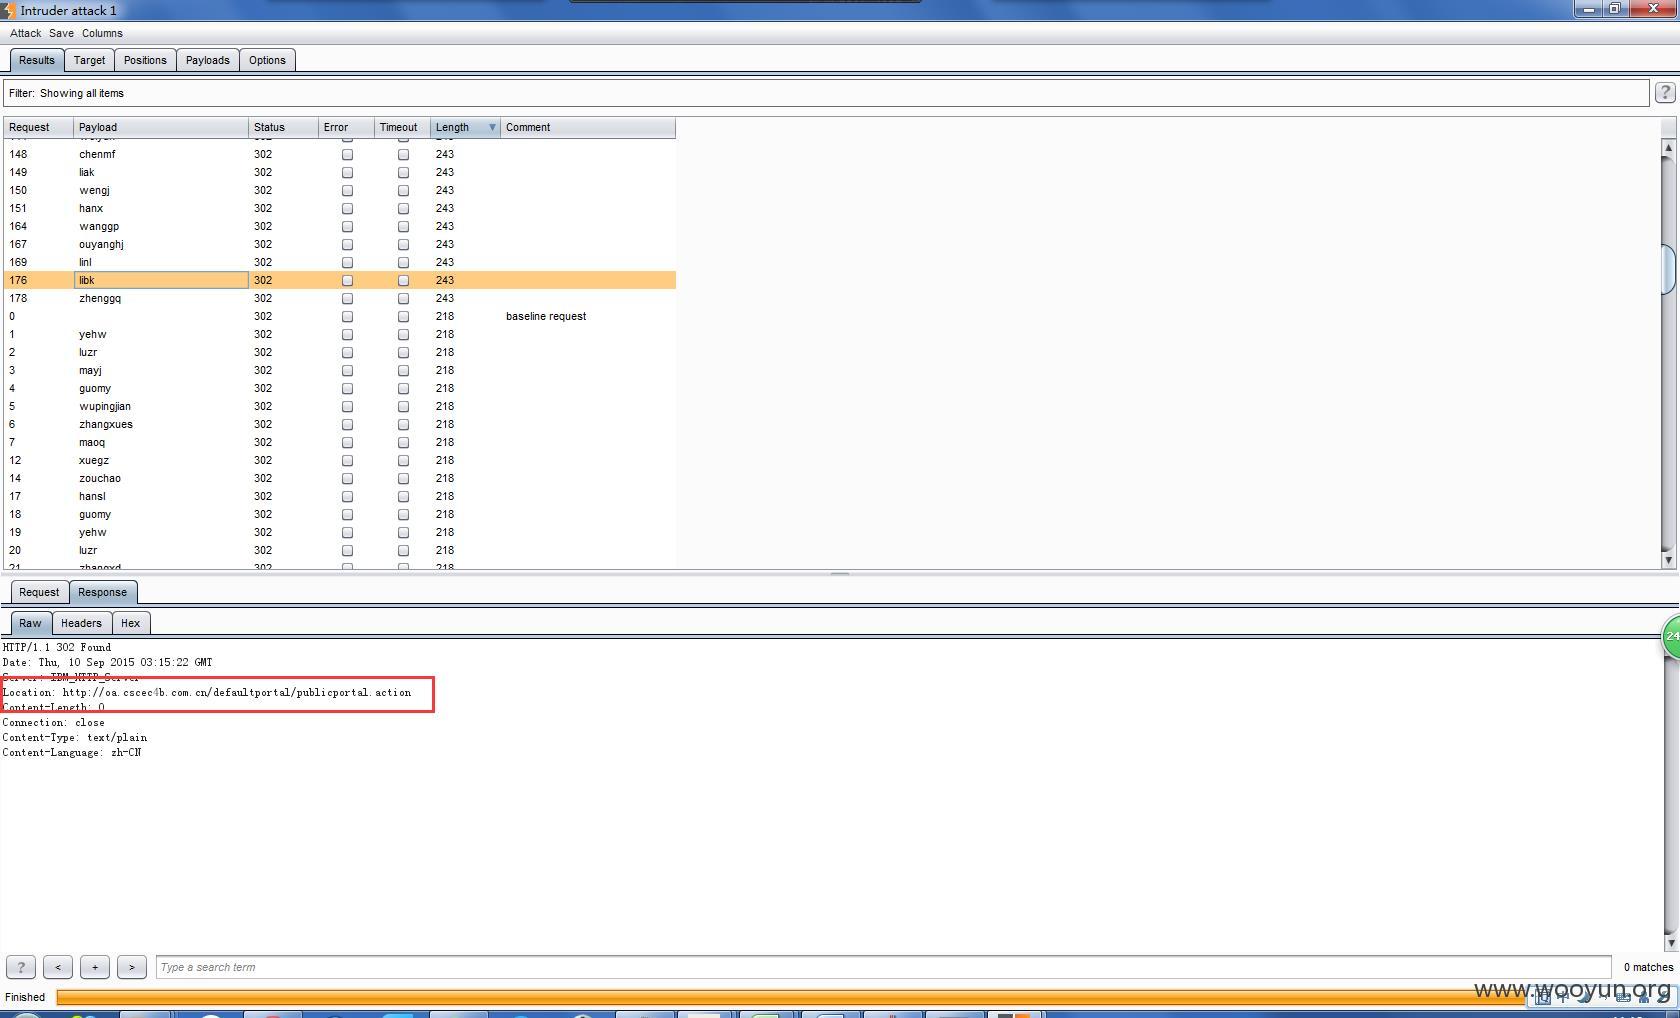 Intruder attack 1
Attack Save Columns
Results Target Positions Payloads Options
Filter: Showing all items
?
Request Payload Status Error Timeout Length Comment
148 chenmf 302 243
149 liak 302 243
150 wengj 302 243
151 hanx 302 243
164 wanggp 302 243
167 ouyanghj 302 243
169 linl 302 243
176 libk 302 243
178 zhenggq 302 243
0 302 218 baseline request
1 yehw 302 218
2 luzr 302 218
3 mayj 302 218
4 guomy 302 218
5 wupingjian 302 218
6 zhangxues 302 218
7 maoq 302 218
12 xuegz 302 218
14 zouchao 302 218
17 hansl 302 218
18 guomy 302 218
19 yehw 302 218
20 luzr 302 218
21 zhangxd 302 218
Request Response
Raw Headers Hex
HTTP/1.1 302 Found
Date: Thu, 10 Sep 2015 03:15:22 GMT
Server: IBM_HTTP_Server
Location: http://oa.cscec4b.com.cn/defaultportal/publicportal.action
Content-Length: 0
Connection: close
Content-Type: text/plain
Content-Language: zh-CN
24
? < + > Type a search term 0 matches
Finished
www.wooyun.org